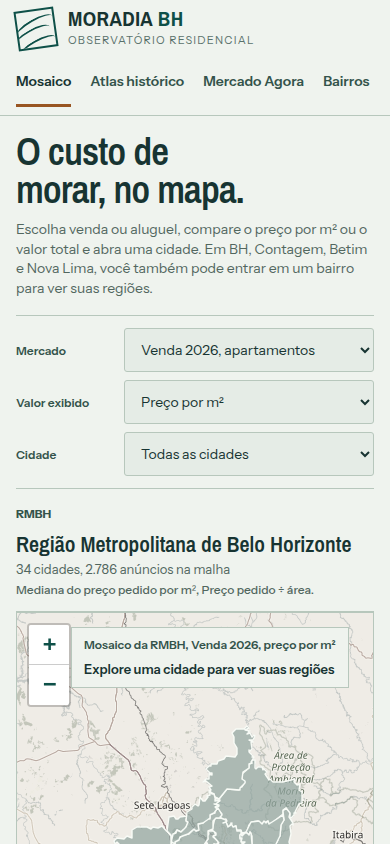 MORADIA BH
OBSERVATÓRIO RESIDENCIAL
Mosaico Atlas histórico Mercado Agora Bairros
O custo de
morar, no mapa.
Escolha venda ou aluguel, compare o preço por m² ou o
valor total e abra uma cidade. Em BH, Contagem, Betim
e Nova Lima, você também pode entrar em um bairro
para ver suas regiões.
Mercado Venda 2026, apartamentos
Valor exibido Preço por m²
Cidade Todas as cidades
RMBH
Região Metropolitana de Belo Horizonte
34 cidades, 2.786 anúncios na malha
Mediana do preço pedido por m², Preço pedido ÷ área.
+
Mosaico da RMBH, Venda 2026, preço por m²
Explore uma cidade para ver suas regiões
−
Área de
Proteção
Ambiental
Morro
da Pedreira
Sete Lagoas
Itabira